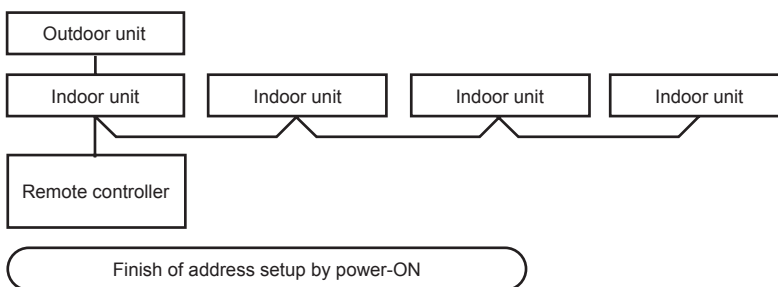 Outdoor unit
Indoor unit
Indoor unit
Indoor unit
Indoor unit
Remote controller
Finish of address setup by power-ON